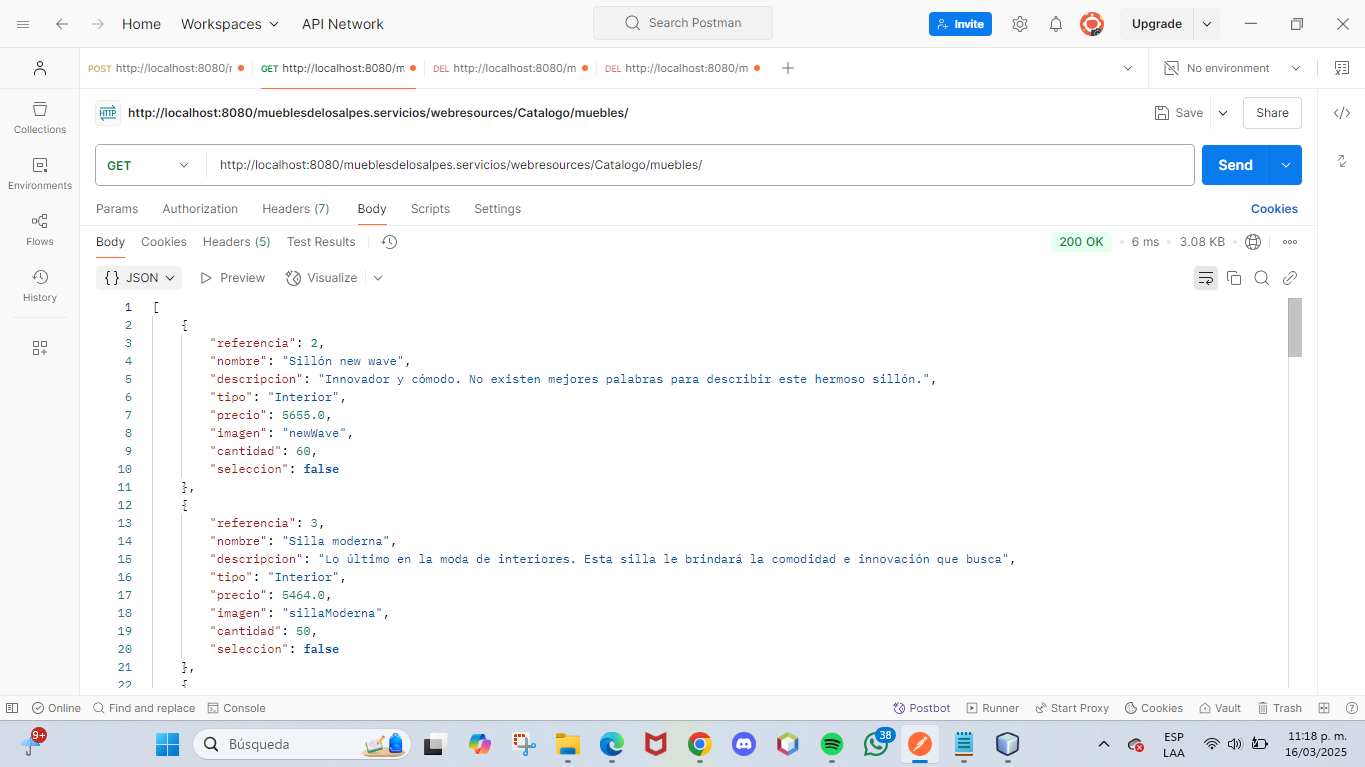 Home Workspaces API Network Search Postman Invite Upgrade
POST http://localhost:8080/r GET http://localhost:8080/m DEL http://localhost:8080/m DEL http://localhost:8080/m No environment
HTTP http://localhost:8080/mueblesdelosalpes.servicios/webresources/Catalogo/muebles/ Save Share
Collections
GET http://localhost:8080/mueblesdelosalpes.servicios/webresources/Catalogo/muebles/ Send
Environments
Params Authorization Headers (7) Body Scripts Settings Cookies
Flows
Body Cookies Headers (5) Test Results 200 OK • 6 ms • 3.08 KB
History
{ } JSON Preview Visualize
1 [
2 {
3 "referencia": 2,
4 "nombre": "Sillón new wave",
5 "descripcion": "Innovador y cómodo. No existen mejores palabras para describir este hermoso sillón.",
6 "tipo": "Interior",
7 "precio": 5655.0,
8 "imagen": "newWave",
9 "cantidad": 60,
10 "seleccion": false
11 },
12 {
13 "referencia": 3,
14 "nombre": "Silla moderna",
15 "descripcion": "Lo último en la moda de interiores. Esta silla le brindará la comodidad e innovación que busca",
16 "tipo": "Interior",
17 "precio": 5464.0,
18 "imagen": "sillaModerna",
19 "cantidad": 50,
20 "seleccion": false
21 },
22 {
Online Find and replace Console Postbot Runner Start Proxy Cookies Vault Trash
9+ Búsqueda 38 ESP 11:18 p. m.
LAA 16/03/2025